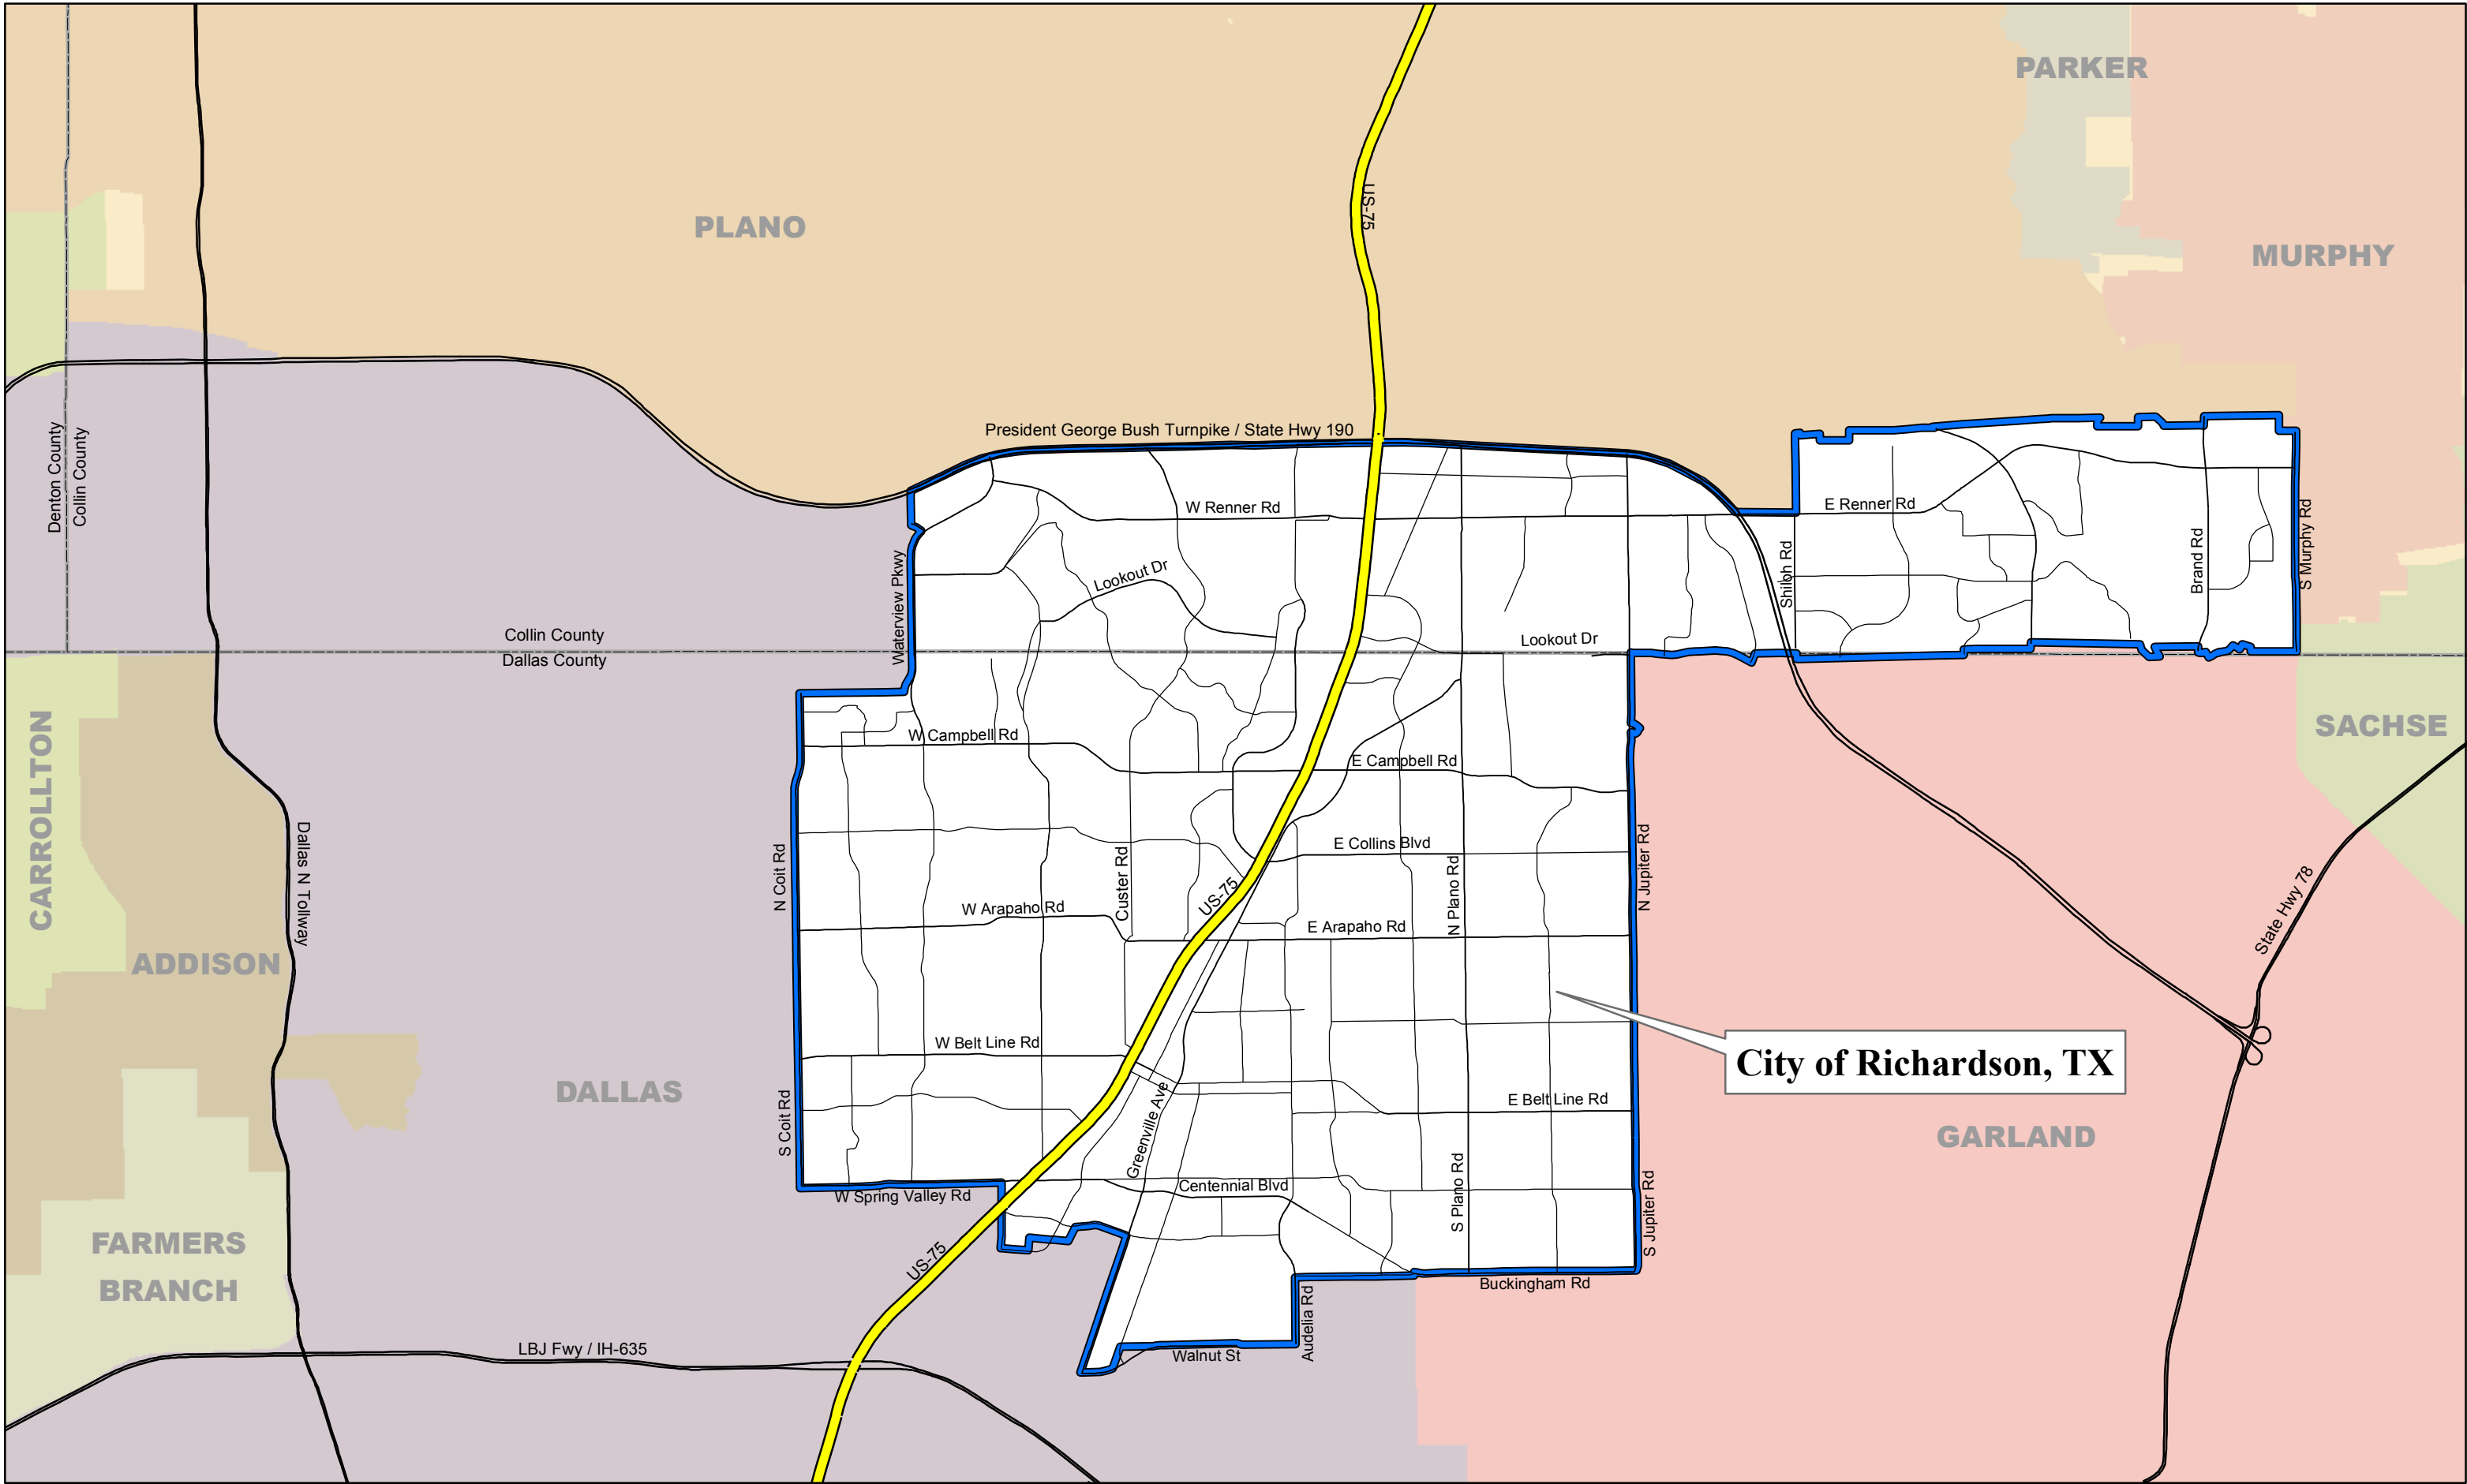 PARKER
US-75
PLANO
MURPHY
President George Bush Turnpike / State Hwy 190
Denton County
Collin County
W Renner Rd
E Renner Rd
S Murphy Rd
Brand Rd
Shiloh Rd
Waterview Pkwy
Lookout Dr
Lookout Dr
Collin County
Dallas County
SACHSE
CARROLLTON
W Campbell Rd
E Campbell Rd
Dallas N Tollway
N Coit Rd
Custer Rd
E Collins Blvd
N Plano Rd
N Jupiter Rd
State Hwy 78
US-75
W Arapaho Rd
E Arapaho Rd
ADDISON
W Belt Line Rd
City of Richardson, TX
DALLAS
S Coit Rd
Greenville Ave
E Belt Line Rd
GARLAND
S Plano Rd
S Jupiter Rd
W Spring Valley Rd
Centennial Blvd
FARMERS
BRANCH
US-75
Buckingham Rd
Audelia Rd
LBJ Fwy / IH-635
Walnut St